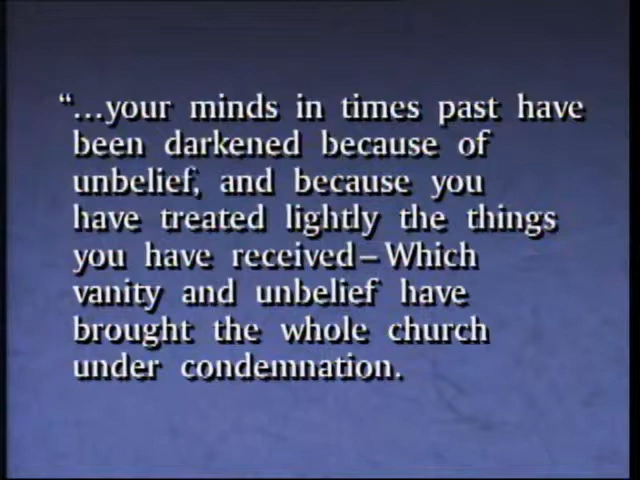 “...your minds in times past have
been darkened because of
unbelief, and because you
have treated lightly the things
you have received–Which
vanity and unbelief have
brought the whole church
under condemnation.